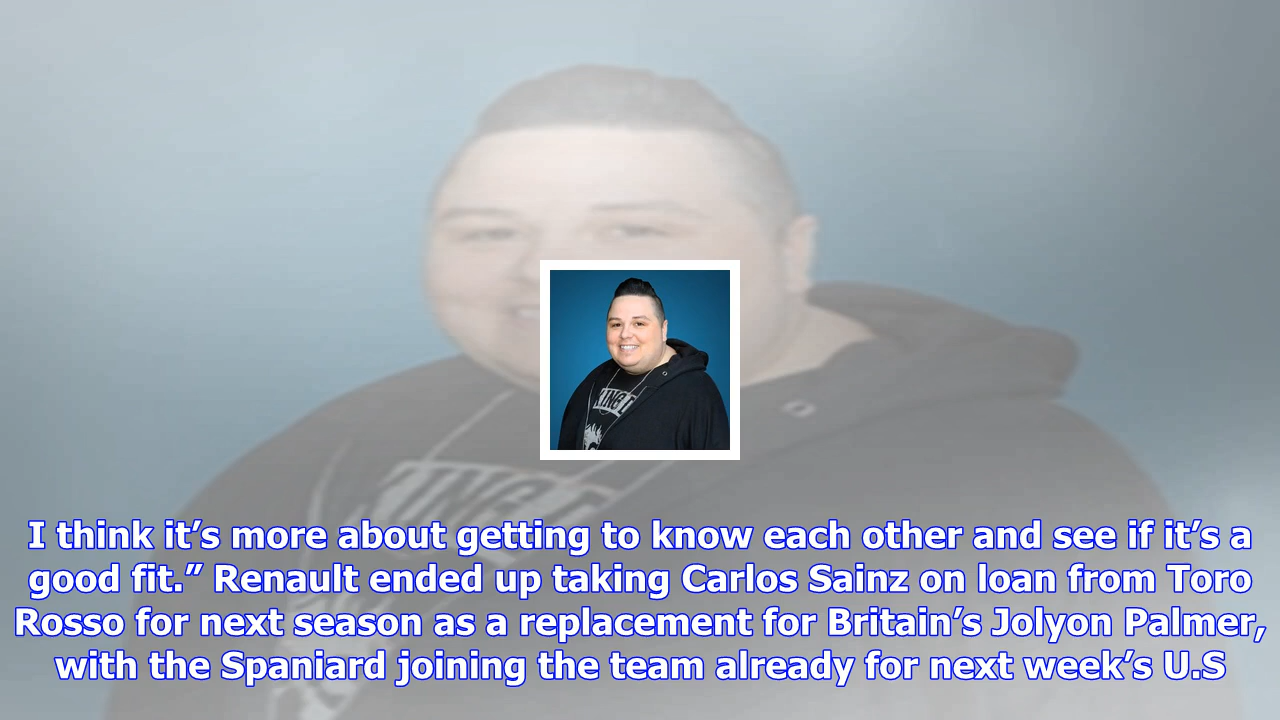 I think it’s more about getting to know each other and see if it’s a
good fit.” Renault ended up taking Carlos Sainz on loan from Toro
Rosso for next season as a replacement for Britain’s Jolyon Palmer,
with the Spaniard joining the team already for next week’s U.S